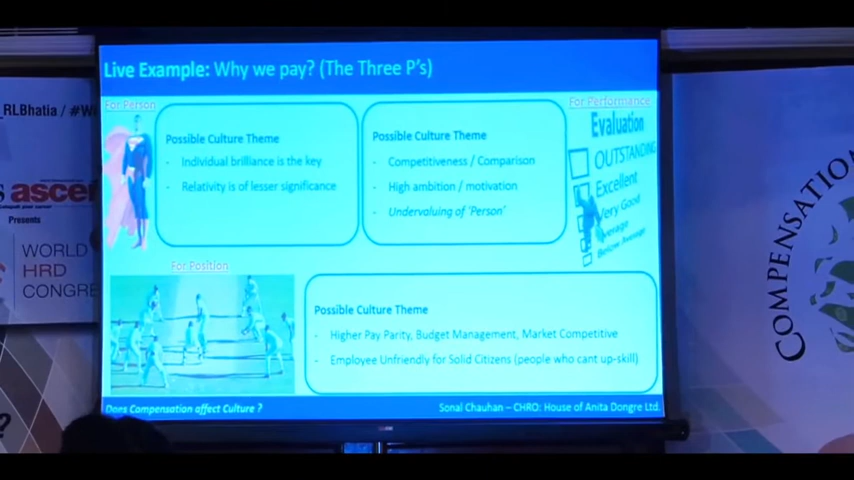 Live Example: Why we pay? (The Three P's)
For Person
Possible Culture Theme
- Individual brilliance is the key
- Relativity is of lesser significance
Possible Culture Theme
- Competitiveness / Comparison
- High ambition / motivation
- Undervaluing of 'Person'
For Performance
Evaluation
OUTSTANDING
Excellent
Very Good
Average
Below Average
For Position
Possible Culture Theme
- Higher Pay Parity, Budget Management, Market Competitive
- Employee Unfriendly for Solid Citizens (people who cant up-skill)
Does Compensation affect Culture ?
Sonal Chauhan – CHRO: House of Anita Dongre Ltd.
_RLBhatia / #W
ascen
Presents
WORLD
HRD
CONGRE
?
COMPENSATION